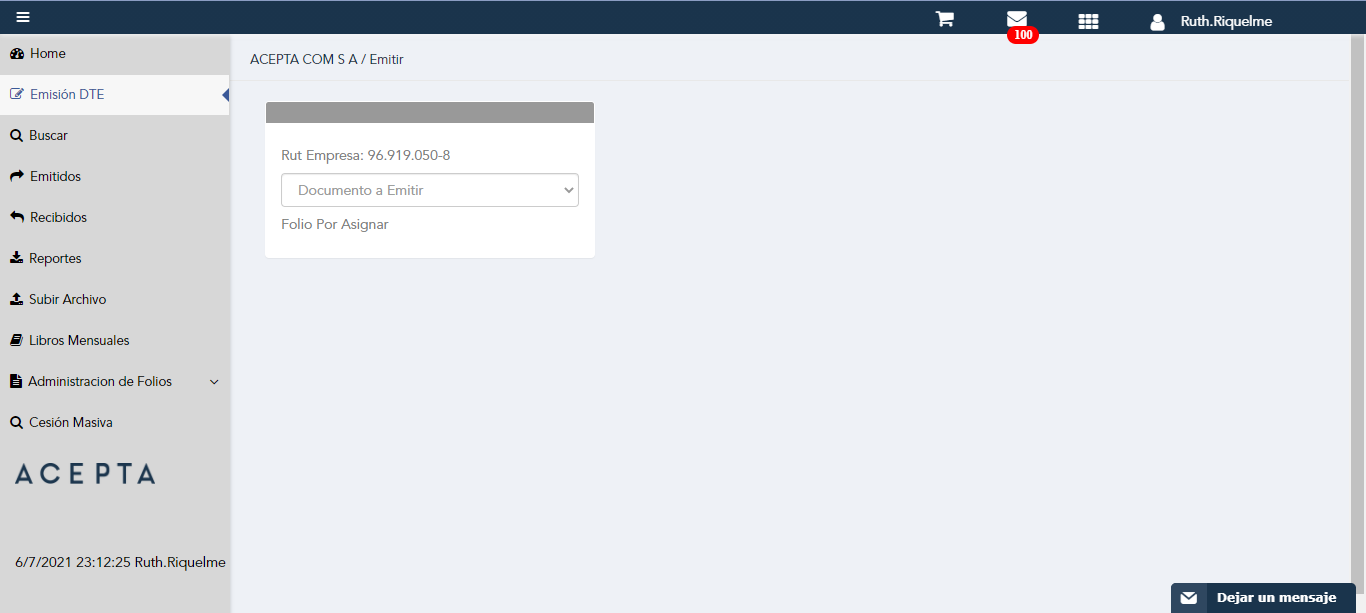 100
Ruth.Riquelme
Home
Emisión DTE
Buscar
Emitidos
Recibidos
Reportes
Subir Archivo
Libros Mensuales
Administracion de Folios
Cesión Masiva
ACEPTA
6/7/2021 23:12:25 Ruth.Riquelme
ACEPTA COM S A / Emitir
Rut Empresa: 96.919.050-8
Documento a Emitir
Folio Por Asignar
Dejar un mensaje